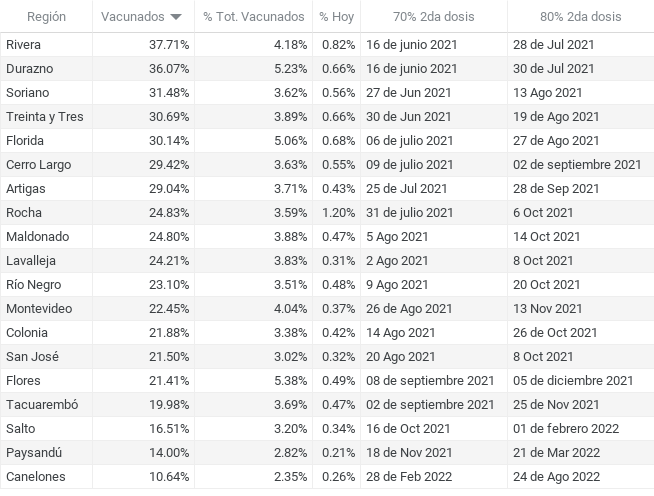 Región Vacunados % Tot. Vacunados % Hoy 70% 2da dosis 80% 2da dosis
Rivera 37.71% 4.18% 0.82% 16 de junio 2021 28 de Jul 2021
Durazno 36.07% 5.23% 0.66% 16 de junio 2021 30 de Jul 2021
Soriano 31.48% 3.62% 0.56% 27 de Jun 2021 13 Ago 2021
Treinta y Tres 30.69% 3.89% 0.66% 30 de Jun 2021 19 de Ago 2021
Florida 30.14% 5.06% 0.68% 06 de julio 2021 27 de Ago 2021
Cerro Largo 29.42% 3.63% 0.55% 09 de julio 2021 02 de septiembre 2021
Artigas 29.04% 3.71% 0.43% 25 de Jul 2021 28 de Sep 2021
Rocha 24.83% 3.59% 1.20% 31 de julio 2021 6 Oct 2021
Maldonado 24.80% 3.88% 0.47% 5 Ago 2021 14 Oct 2021
Lavalleja 24.21% 3.83% 0.31% 2 Ago 2021 8 Oct 2021
Río Negro 23.10% 3.51% 0.48% 9 Ago 2021 20 Oct 2021
Montevideo 22.45% 4.04% 0.37% 26 de Ago 2021 13 Nov 2021
Colonia 21.88% 3.38% 0.42% 14 Ago 2021 26 de Oct 2021
San José 21.50% 3.02% 0.32% 20 Ago 2021 8 Oct 2021
Flores 21.41% 5.38% 0.49% 08 de septiembre 2021 05 de diciembre 2021
Tacuarembó 19.98% 3.69% 0.47% 02 de septiembre 2021 25 de Nov 2021
Salto 16.51% 3.20% 0.34% 16 de Oct 2021 01 de febrero 2022
Paysandú 14.00% 2.82% 0.21% 18 de Nov 2021 21 de Mar 2022
Canelones 10.64% 2.35% 0.26% 28 de Feb 2022 24 de Ago 2022